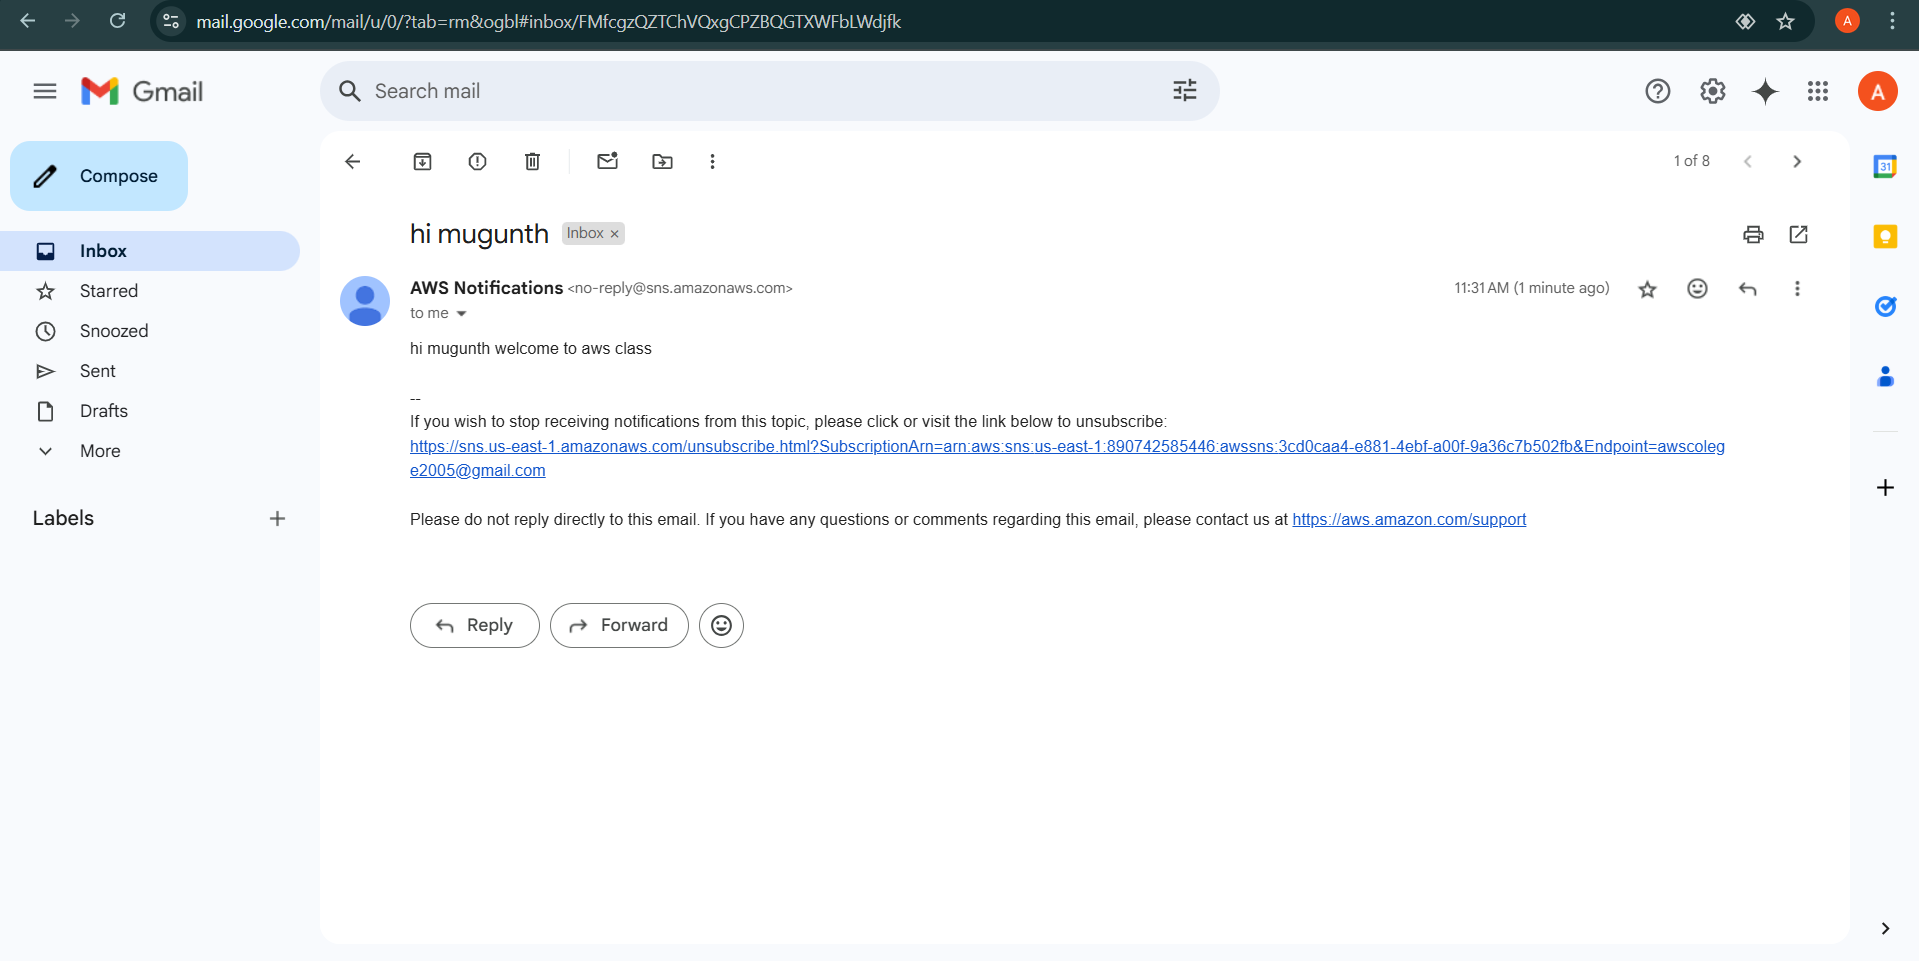 mail.google.com/mail/u/0/?tab=rm&ogbl#inbox/FMfcgzQZTChVQxgCPZBQGTXWFbLWdjfk
A
Gmail
Search mail
A
Compose
1 of 8
31
Inbox
Starred
Snoozed
Sent
Drafts
More
Labels
hi mugunth Inbox ×
AWS Notifications <no-reply@sns.amazonaws.com> 11:31 AM (1 minute ago)
to me
hi mugunth welcome to aws class
--
If you wish to stop receiving notifications from this topic, please click or visit the link below to unsubscribe:
https://sns.us-east-1.amazonaws.com/unsubscribe.html?SubscriptionArn=arn:aws:sns:us-east-1:890742585446:awssns:3cd0caa4-e881-4ebf-a00f-9a36c7b502fb&Endpoint=awscoleg
e2005@gmail.com
Please do not reply directly to this email. If you have any questions or comments regarding this email, please contact us at https://aws.amazon.com/support
Reply Forward